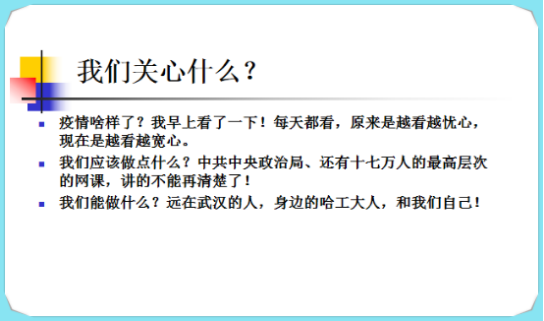 我们关心什么？
疫情啥样了？我早上看了一下！每天都看，原来是越看越忧心，
现在是越看越宽心。
我们应该做点什么？中共中央政治局、还有十七万人的最高层次
的网课，讲的不能再清楚了！
我们能做什么？远在武汉的人，身边的哈工大人，和我们自己！